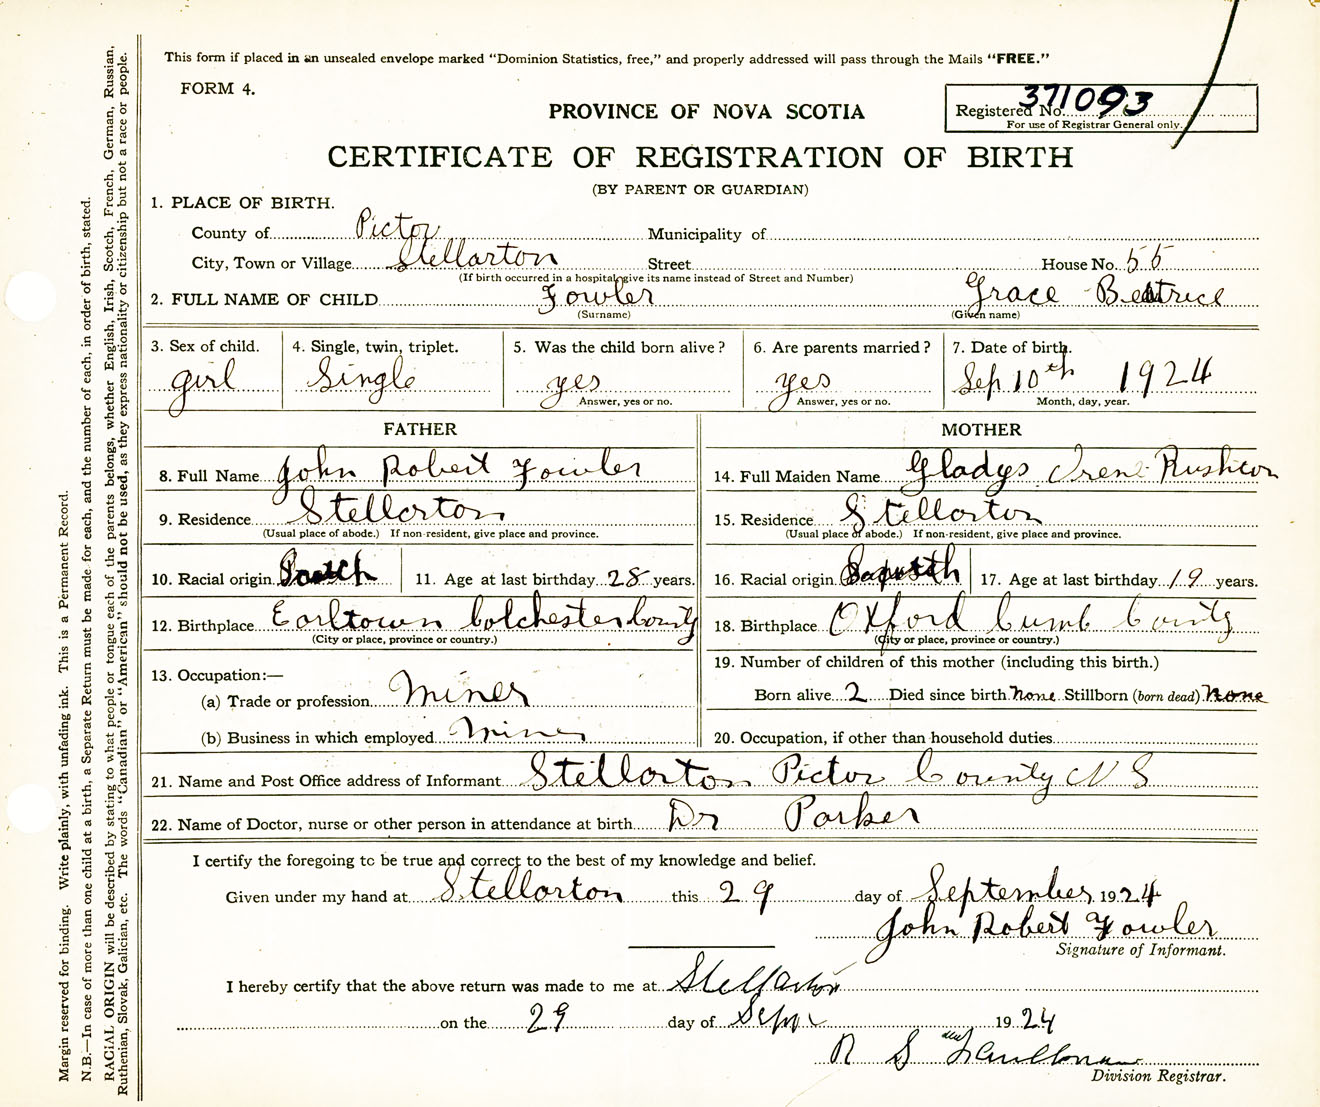 This form if placed in an unsealed envelope marked “Dominion Statistics, free,” and properly addressed will pass through the Mails “FREE.”
FORM 4.
PROVINCE OF NOVA SCOTIA
Registered No. 371093
For use of Registrar General only.
CERTIFICATE OF REGISTRATION OF BIRTH
(BY PARENT OR GUARDIAN)
1. PLACE OF BIRTH.
County of Pictou Municipality of
City, Town or Village Stellarton Street House No. 55
(If birth occurred in a hospital give its name instead of Street and Number)
2. FULL NAME OF CHILD Fowler Grace Beatrice
(Surname) (Given name)
3. Sex of child. 4. Single, twin, triplet. 5. Was the child born alive? 6. Are parents married? 7. Date of birth.
girl Single yes yes Sep 10th 1924
Answer, yes or no. Answer, yes or no. Month, day, year.
FATHER MOTHER
8. Full Name John Robert Fowler 14. Full Maiden Name Gladys Irene Rushton
9. Residence Stellorton 15. Residence Stellorton
(Usual place of abode.) If non-resident, give place and province. (Usual place of abode.) If non-resident, give place and province.
10. Racial origin 11. Age at last birthday 28 years. 16. Racial origin 17. Age at last birthday 19 years.
12. Birthplace Earltown Colchester County 18. Birthplace Oxford Cumb County
(City or place, province or country.) (City or place, province or country.)
13. Occupation:— 19. Number of children of this mother (including this birth.)
(a) Trade or profession Miner Born alive 2 Died since birth none Stillborn (born dead) none
(b) Business in which employed Mines 20. Occupation, if other than household duties
21. Name and Post Office address of Informant Stellorton Pictou County N S
22. Name of Doctor, nurse or other person in attendance at birth Dr Parker
I certify the foregoing to be true and correct to the best of my knowledge and belief.
Given under my hand at Stellorton this 29 day of September, 1924
John Robert Fowler
Signature of Informant.
I hereby certify that the above return was made to me at Stellarton
on the 29 day of Sept 1924
R S
Division Registrar.
Margin reserved for binding. Write plainly, with unfading ink. This is a Permanent Record.
N.B.—In case of more than one child at a birth, a Separate Return must be made for each, and the number of each, in order of birth, stated.
RACIAL ORIGIN will be described by stating to what people or tongue each of the parents belongs, whether English, Irish, Scotch, French, German, Russian,
Ruthenian, Slovak, Galician, etc. The words “Canadian” or “American” should not be used, as they express nationality or citizenship but not a race or people.